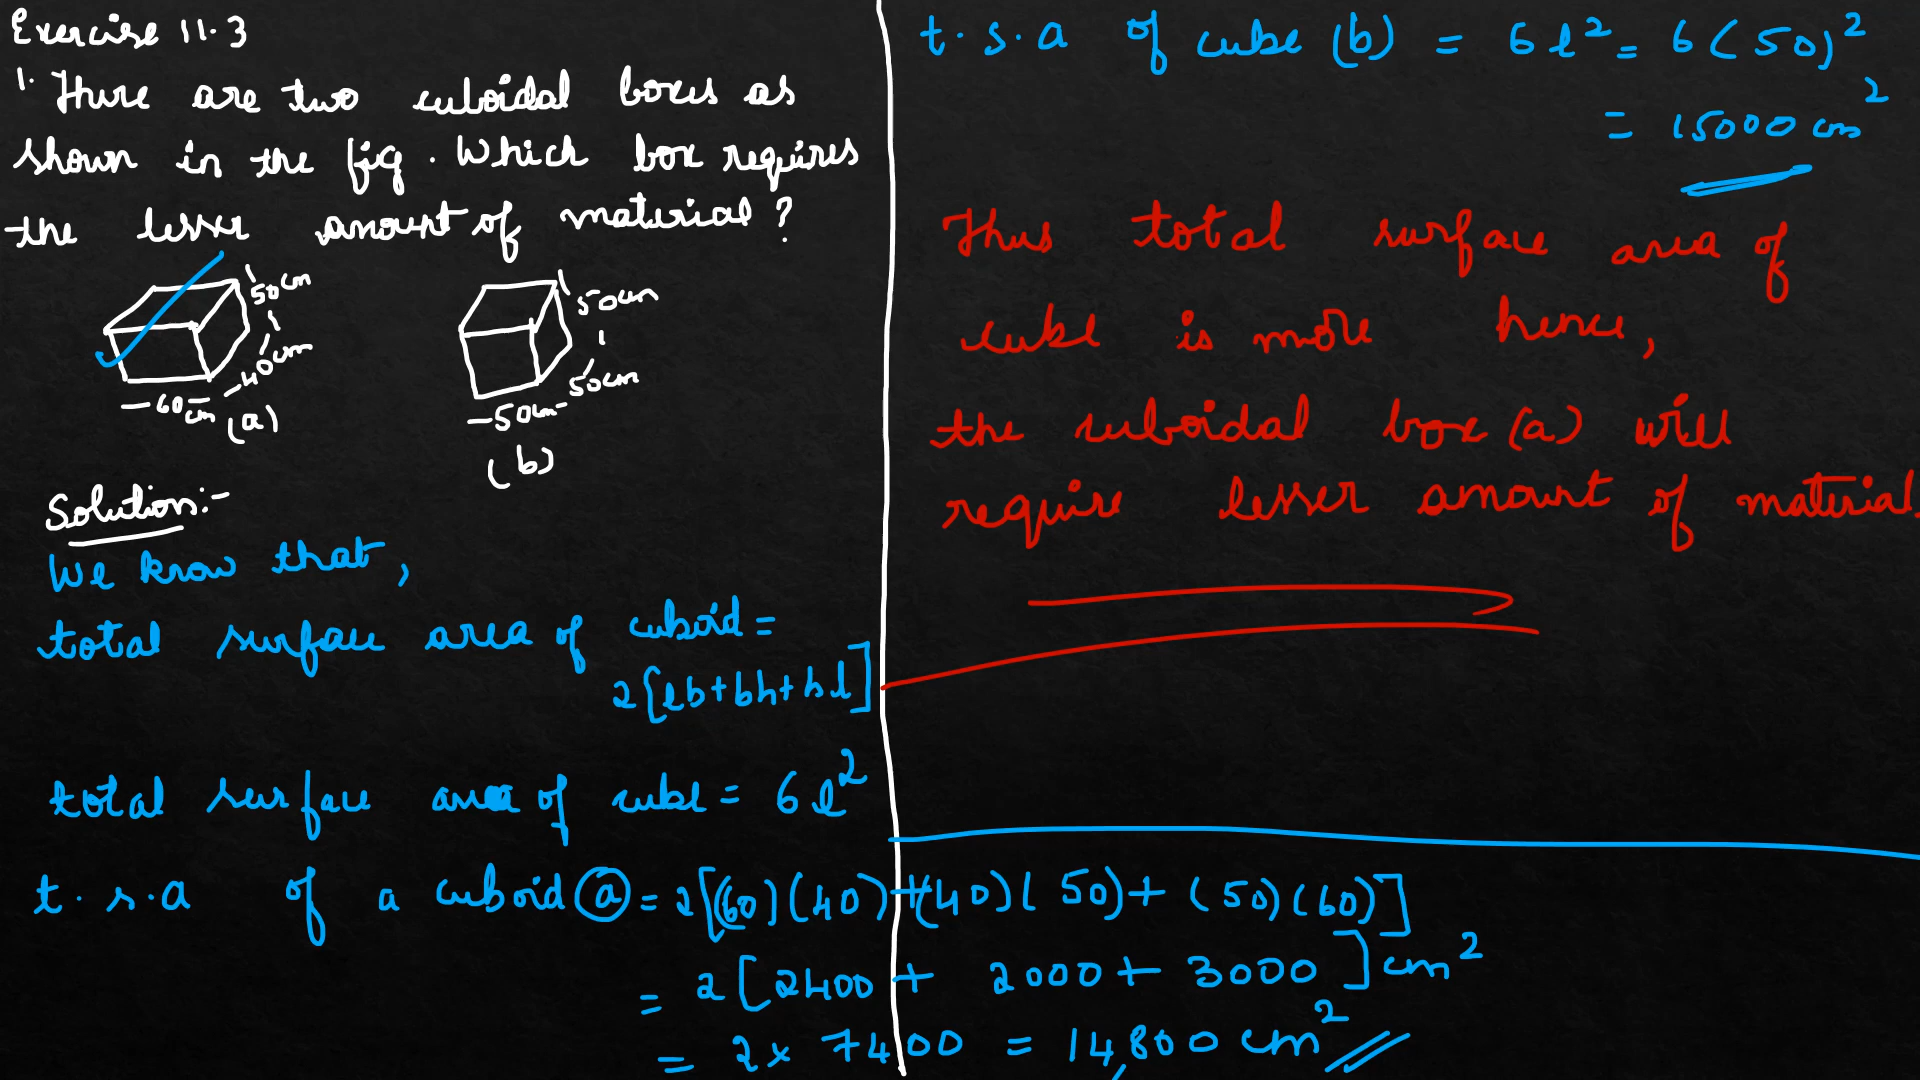 Exercise 11.3
1. There are two cuboidal boxes as
shown in the fig. Which box requires
the lesser amount of material?
50cm
40cm
60cm
(a)
50cm
50cm
50cm
(b)
Solution:-
We know that,
total surface area of cuboid =
2[lb+bh+hl]
total surface area of cube = 6l²
t.s.a of a cuboid (a) = 2[(60)(40)+(40)(50)+(50)(60)]
= 2[2400+2000+3000]cm²
= 2x7400 = 14,800 cm²
t.s.a of cube (b) = 6l² = 6(50)²
= 15000 cm²
Thus total surface area of
cube is more hence,
the cuboidal box (a) will
require lesser amount of material.